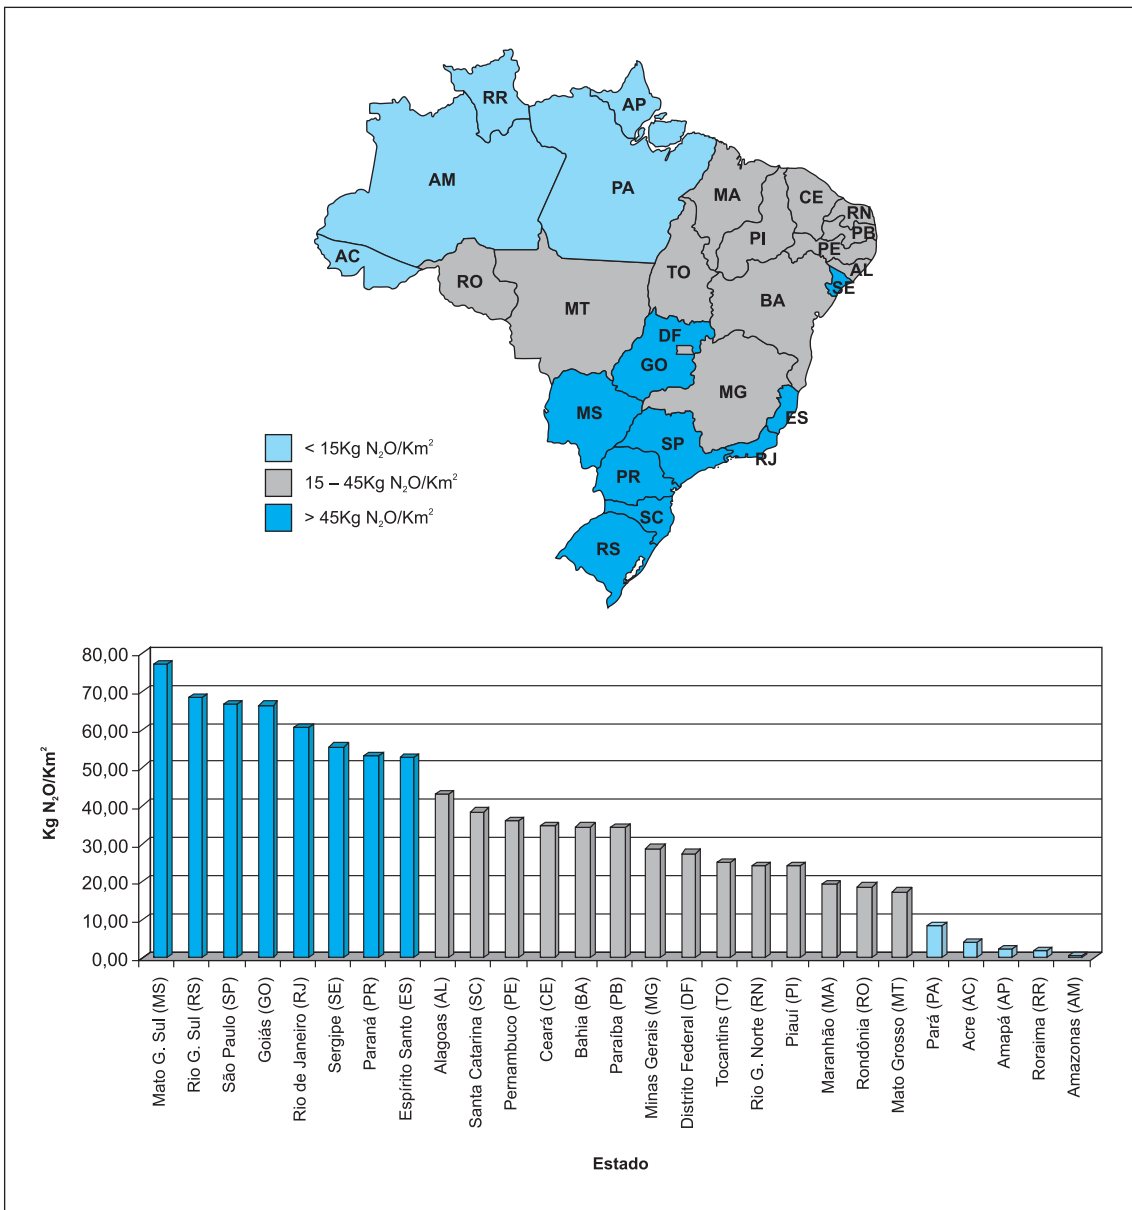 RR
AP
AM
PA
MA
CE
RN
PB
PI
PE
AC
AL
RO
TO
SE
MT
BA
DF
GO
MG
MS
ES
SP
RJ
PR
SC
RS
< 15Kg N₂O/Km²
15 – 45Kg N₂O/Km²
> 45Kg N₂O/Km²
80,00
70,00
60,00
50,00
40,00
30,00
20,00
10,00
0,00
Kg N₂O/Km²
Mato G. Sul (MS)
Rio G. Sul (RS)
São Paulo (SP)
Goiás (GO)
Rio de Janeiro (RJ)
Sergipe (SE)
Paraná (PR)
Espírito Santo (ES)
Alagoas (AL)
Santa Catarina (SC)
Pernambuco (PE)
Ceará (CE)
Bahia (BA)
Paraíba (PB)
Minas Gerais (MG)
Distrito Federal (DF)
Tocantins (TO)
Rio G. Norte (RN)
Piauí (PI)
Maranhão (MA)
Rondônia (RO)
Mato Grosso (MT)
Pará (PA)
Acre (AC)
Amapá (AP)
Roraima (RR)
Amazonas (AM)
Estado